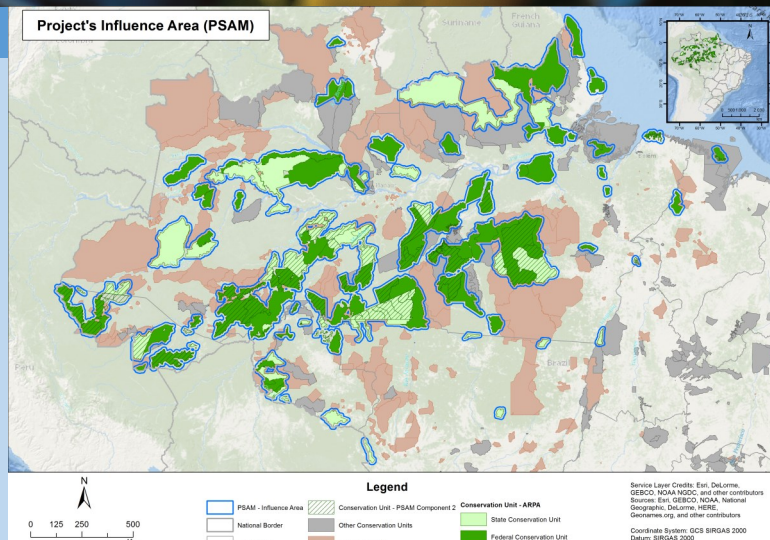 Project's Influence Area (PSAM)
Suriname
French
Guiana
Peru
Brazil
N
0 125 250 500
Legend
PSAM - Influence Area
National Border
Conservation Unit - PSAM Component 2
Other Conservation Units
Conservation Unit - ARPA
State Conservation Unit
Federal Conservation Unit
Service Layer Credits: Esri, DeLorme,
GEBCO, NOAA NGDC, and other contributors
Sources: Esri, GEBCO, NOAA, National
Geographic, DeLorme, HERE,
Geonames.org, and other contributors
Coordinate System: GCS SIRGAS 2000
Datum: SIRGAS 2000